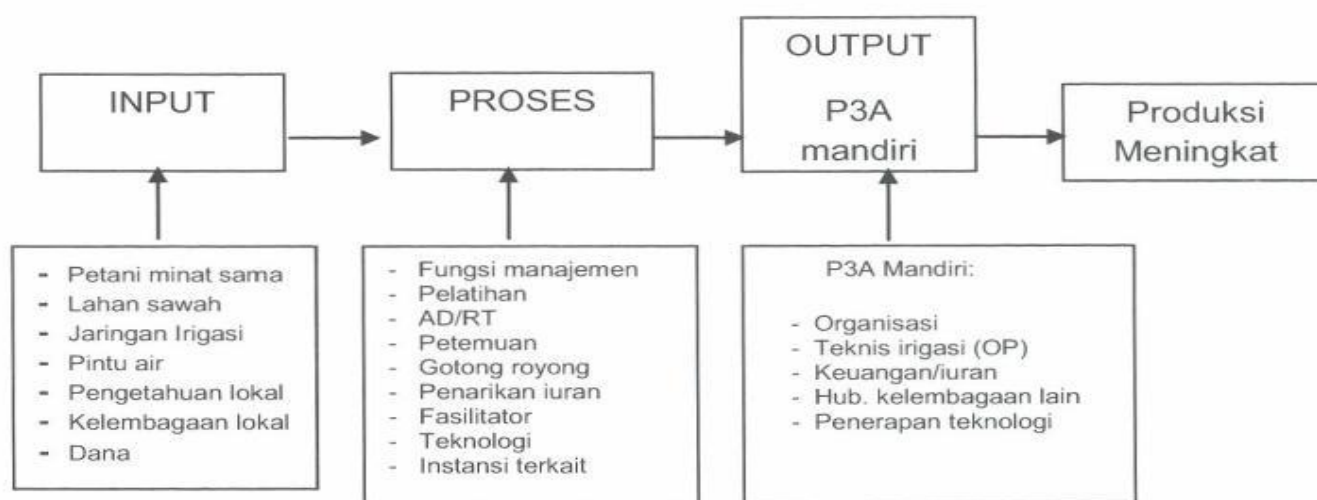 INPUT
PROSES
OUTPUT
P3A
mandiri
Produksi
Meningkat
- Petani minat sama
- Lahan sawah
- Jaringan Irigasi
- Pintu air
- Pengetahuan lokal
- Kelembagaan lokal
- Dana
- Fungsi manajemen
- Pelatihan
- AD/RT
- Petemuan
- Gotong royong
- Penarikan iuran
- Fasilitator
- Teknologi
- Instansi terkait
P3A Mandiri:
- Organisasi
- Teknis irigasi (OP)
- Keuangan/iuran
- Hub. kelembagaan lain
- Penerapan teknologi